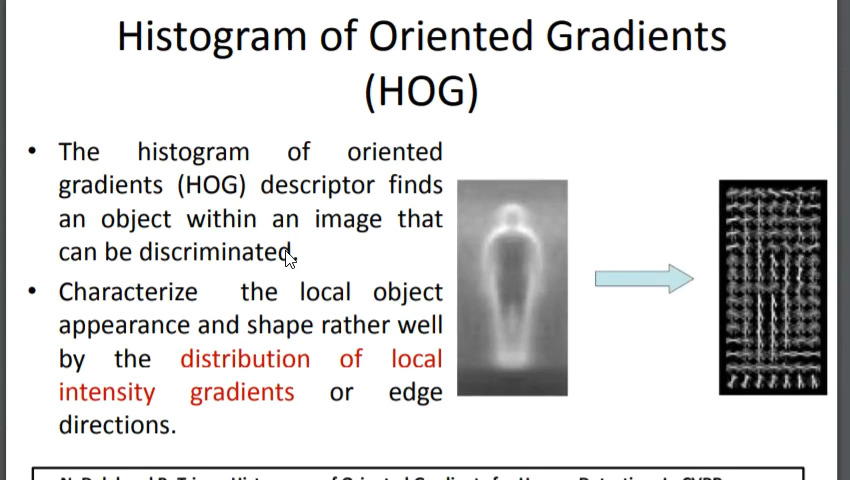 Histogram of Oriented Gradients
(HOG)
• The histogram of oriented
gradients (HOG) descriptor finds
an object within an image that
can be discriminated.
• Characterize the local object
appearance and shape rather well
by the distribution of local
intensity gradients or edge
directions.